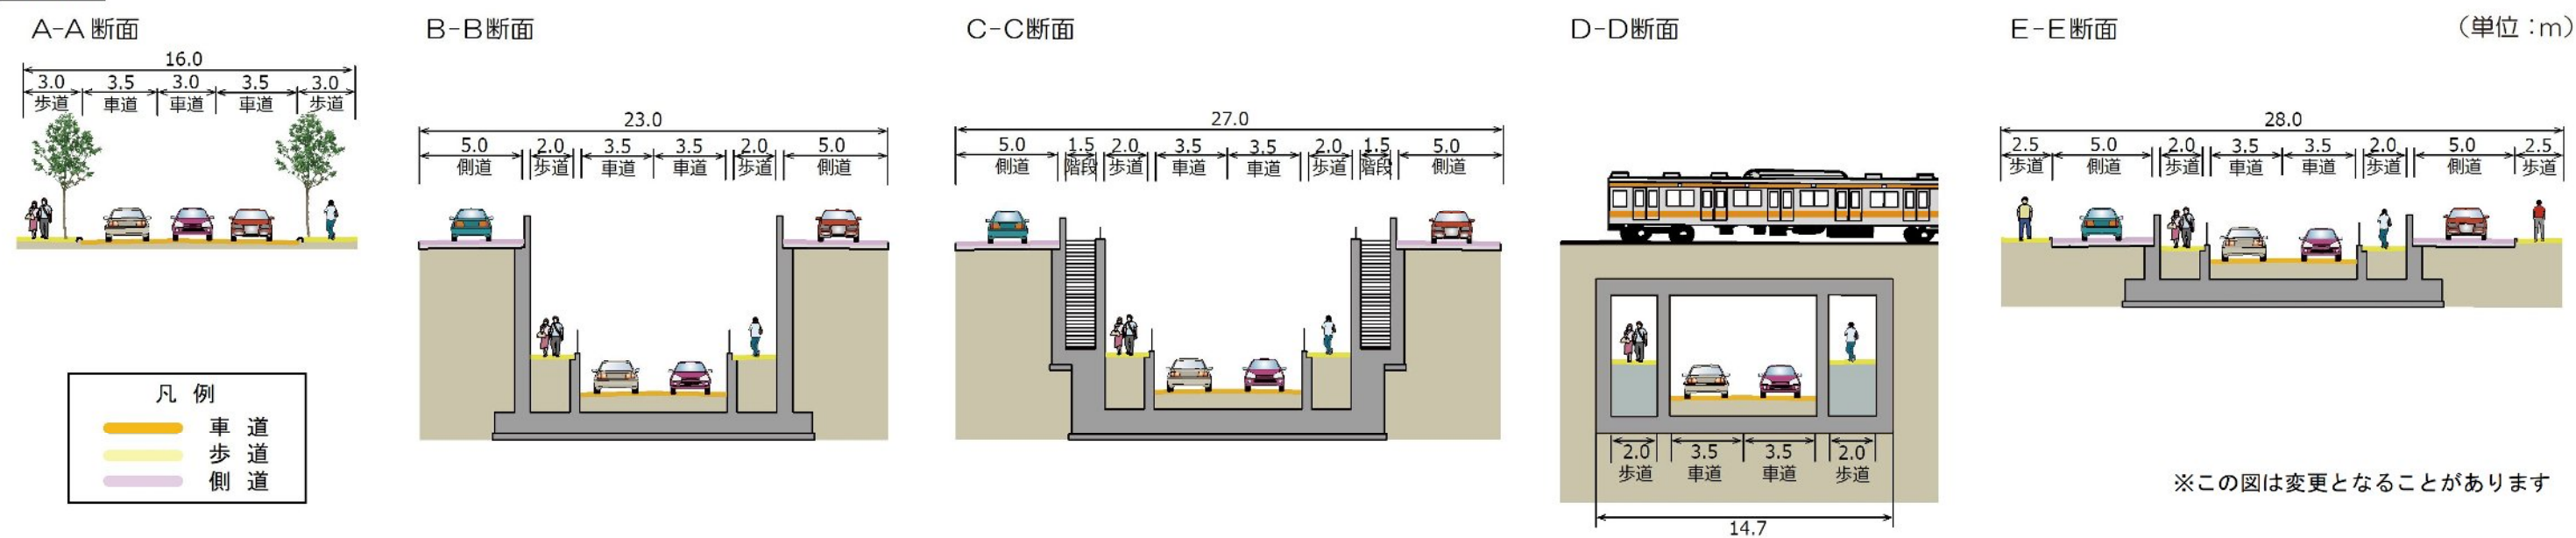 A-A 断面
16.0
3.0 3.5 3.0 3.5 3.0
歩道 車道 車道 車道 歩道
凡 例
車 道
歩 道
側 道
B-B断面
23.0
5.0 2.0 3.5 3.5 2.0 5.0
側道 歩道 車道 車道 歩道 側道
C-C断面
27.0
5.0 1.5 2.0 3.5 3.5 2.0 1.5 5.0
側道 階段 歩道 車道 車道 歩道 階段 側道
D-D断面
2.0 3.5 3.5 2.0
歩道 車道 車道 歩道
14.7
E-E断面
(単位:m)
28.0
2.5 5.0 2.0 3.5 3.5 2.0 5.0 2.5
歩道 側道 歩道 車道 車道 歩道 側道 歩道
※この図は変更となることがあります